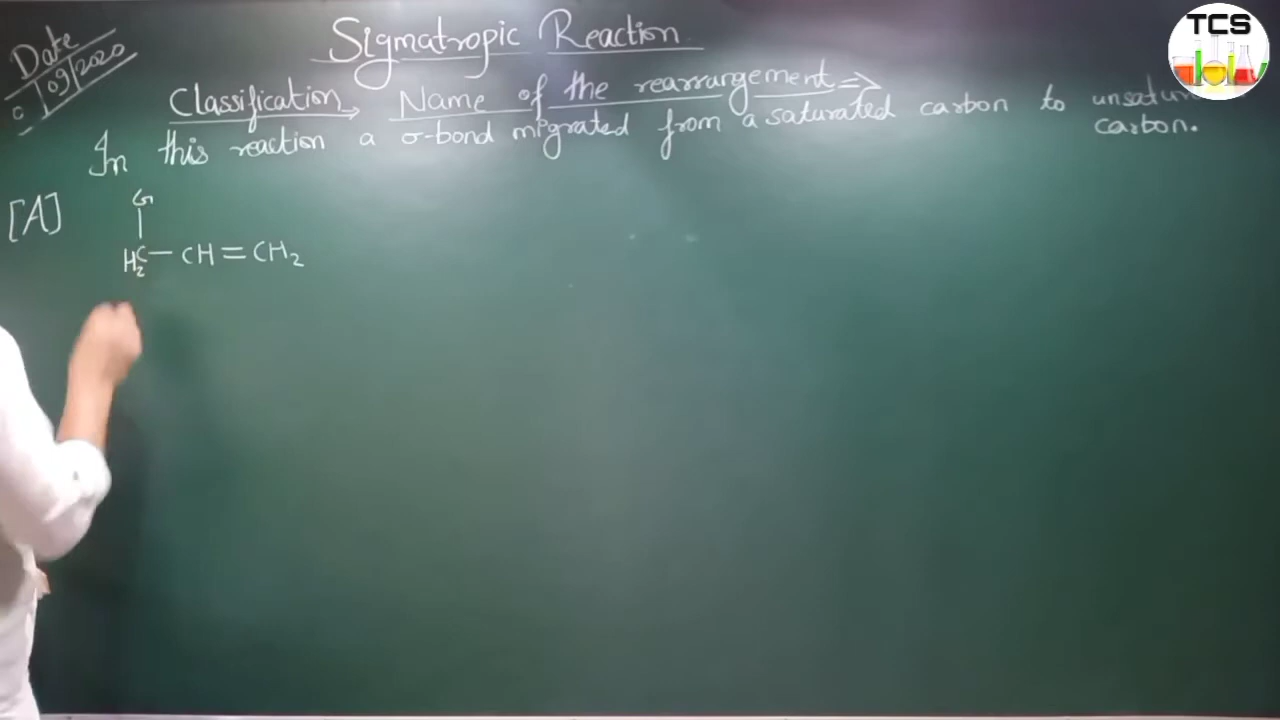 TCS
Date
/09/2020
Sigmatropic Reaction
Classification → Name of the rearrangement ⇒
In this reaction a σ-bond migrated from a saturated carbon to
carbon.
[A]
G
H₂C—CH=CH₂